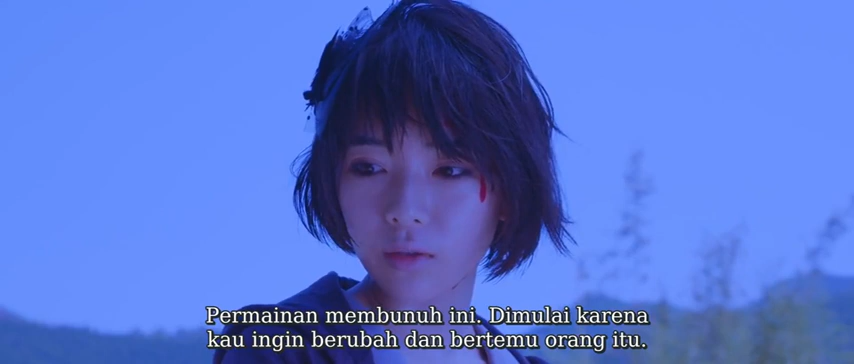 Permainan membunuh ini. Dimulai karena
kau ingin berubah dan bertemu orang itu.